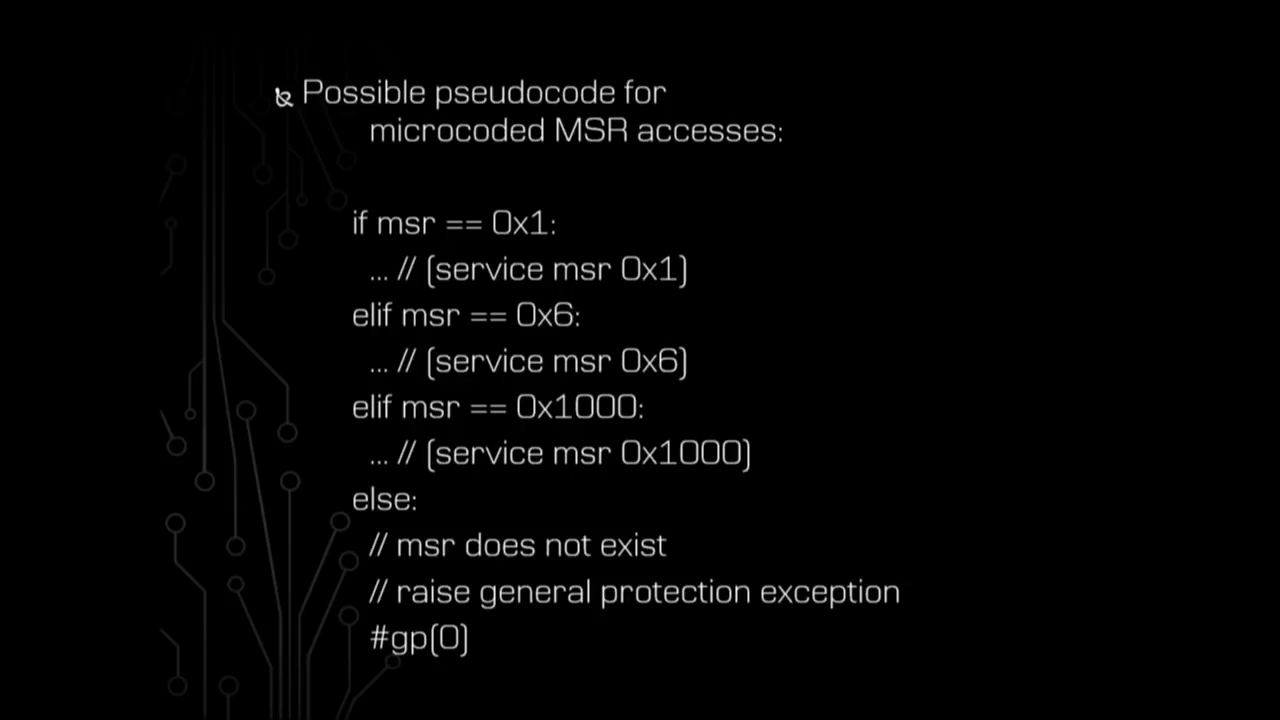 Possible pseudocode for
microcoded MSR accesses:
if msr == 0x1:
... // (service msr 0x1)
elif msr == 0x6:
... // (service msr 0x6)
elif msr == 0x1000:
... // (service msr 0x1000)
else:
// msr does not exist
// raise general protection exception
#gp(0)